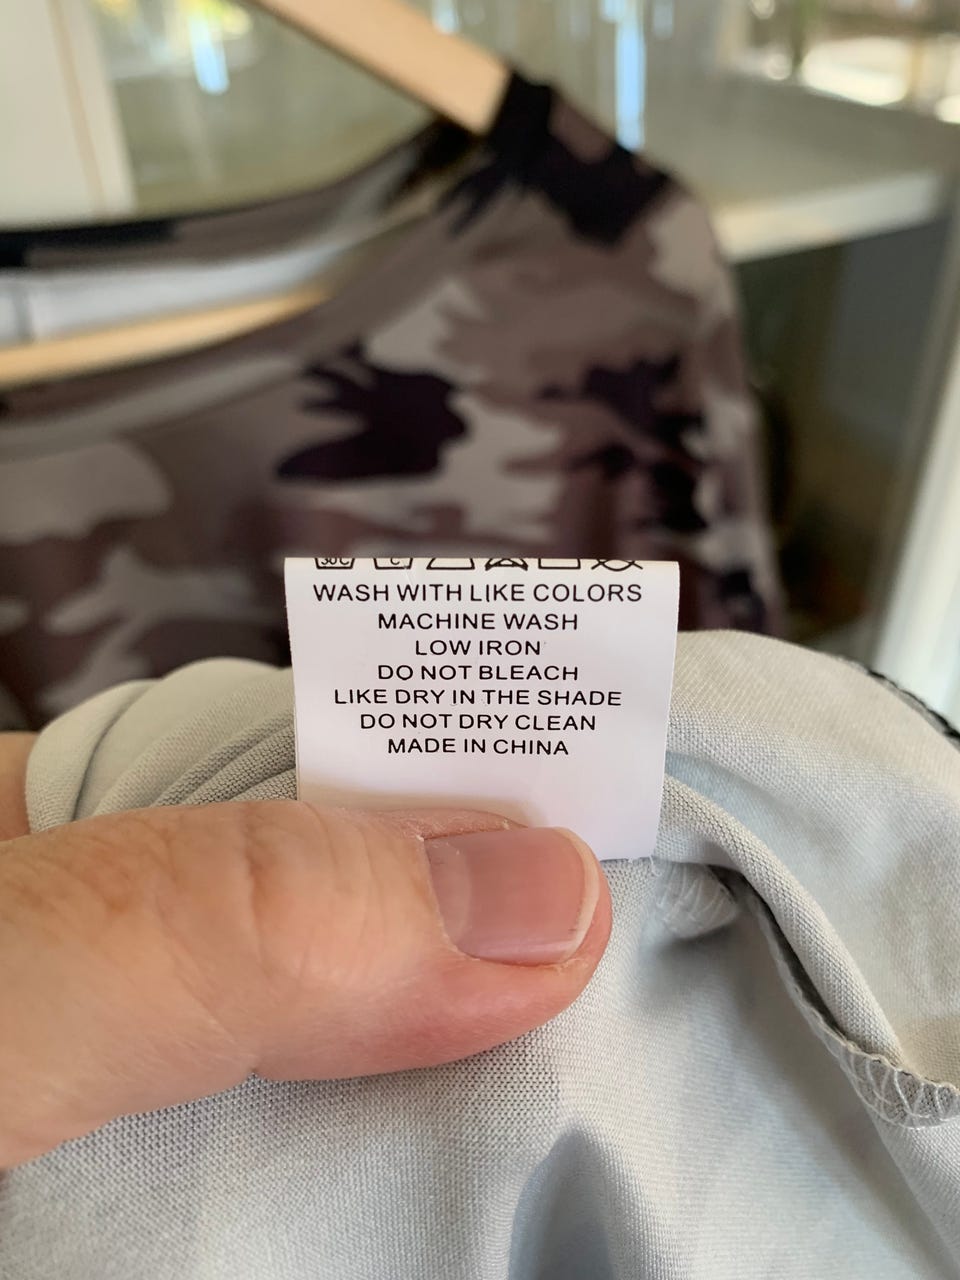 30℃
WASH WITH LIKE COLORS
MACHINE WASH
LOW IRON
DO NOT BLEACH
LIKE DRY IN THE SHADE
DO NOT DRY CLEAN
MADE IN CHINA